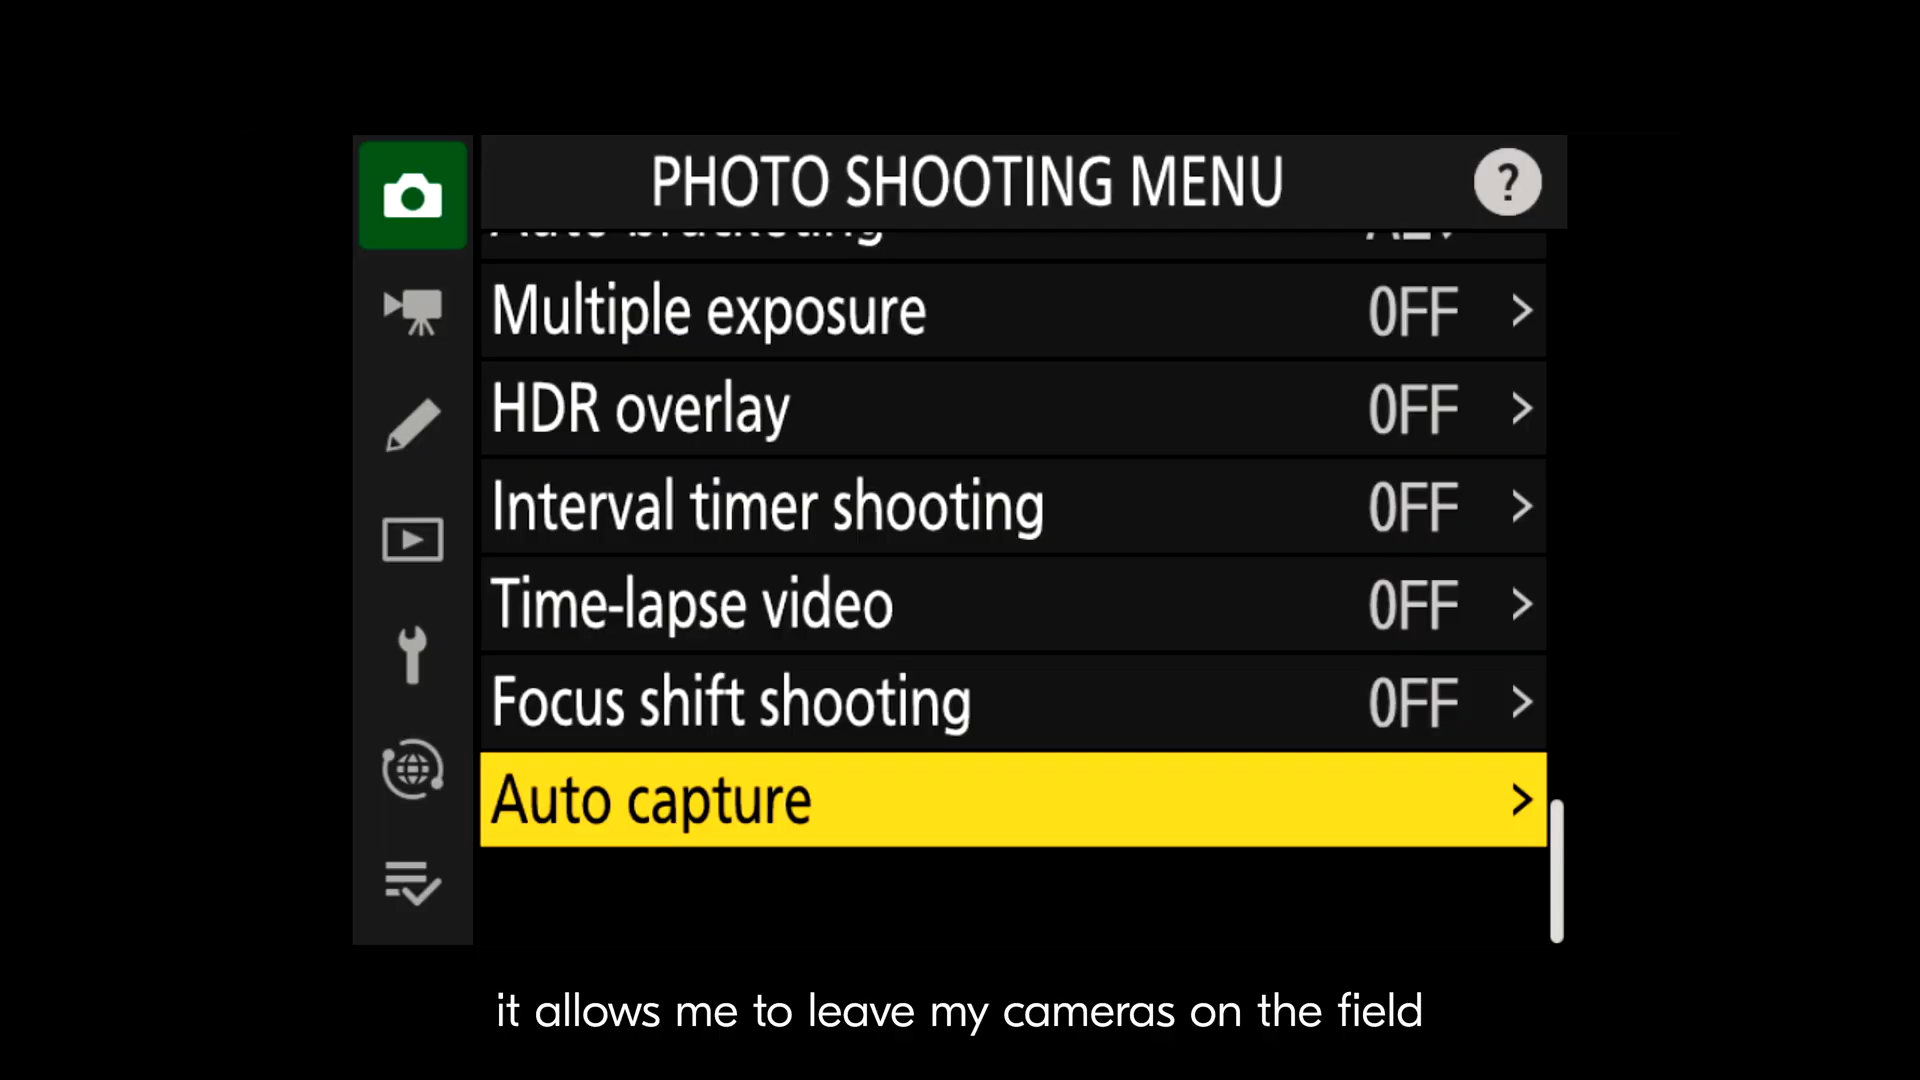 PHOTO SHOOTING MENU ?
Multiple exposure OFF >
HDR overlay OFF >
Interval timer shooting OFF >
Time-lapse video OFF >
Focus shift shooting OFF >
Auto capture >
it allows me to leave my cameras on the field